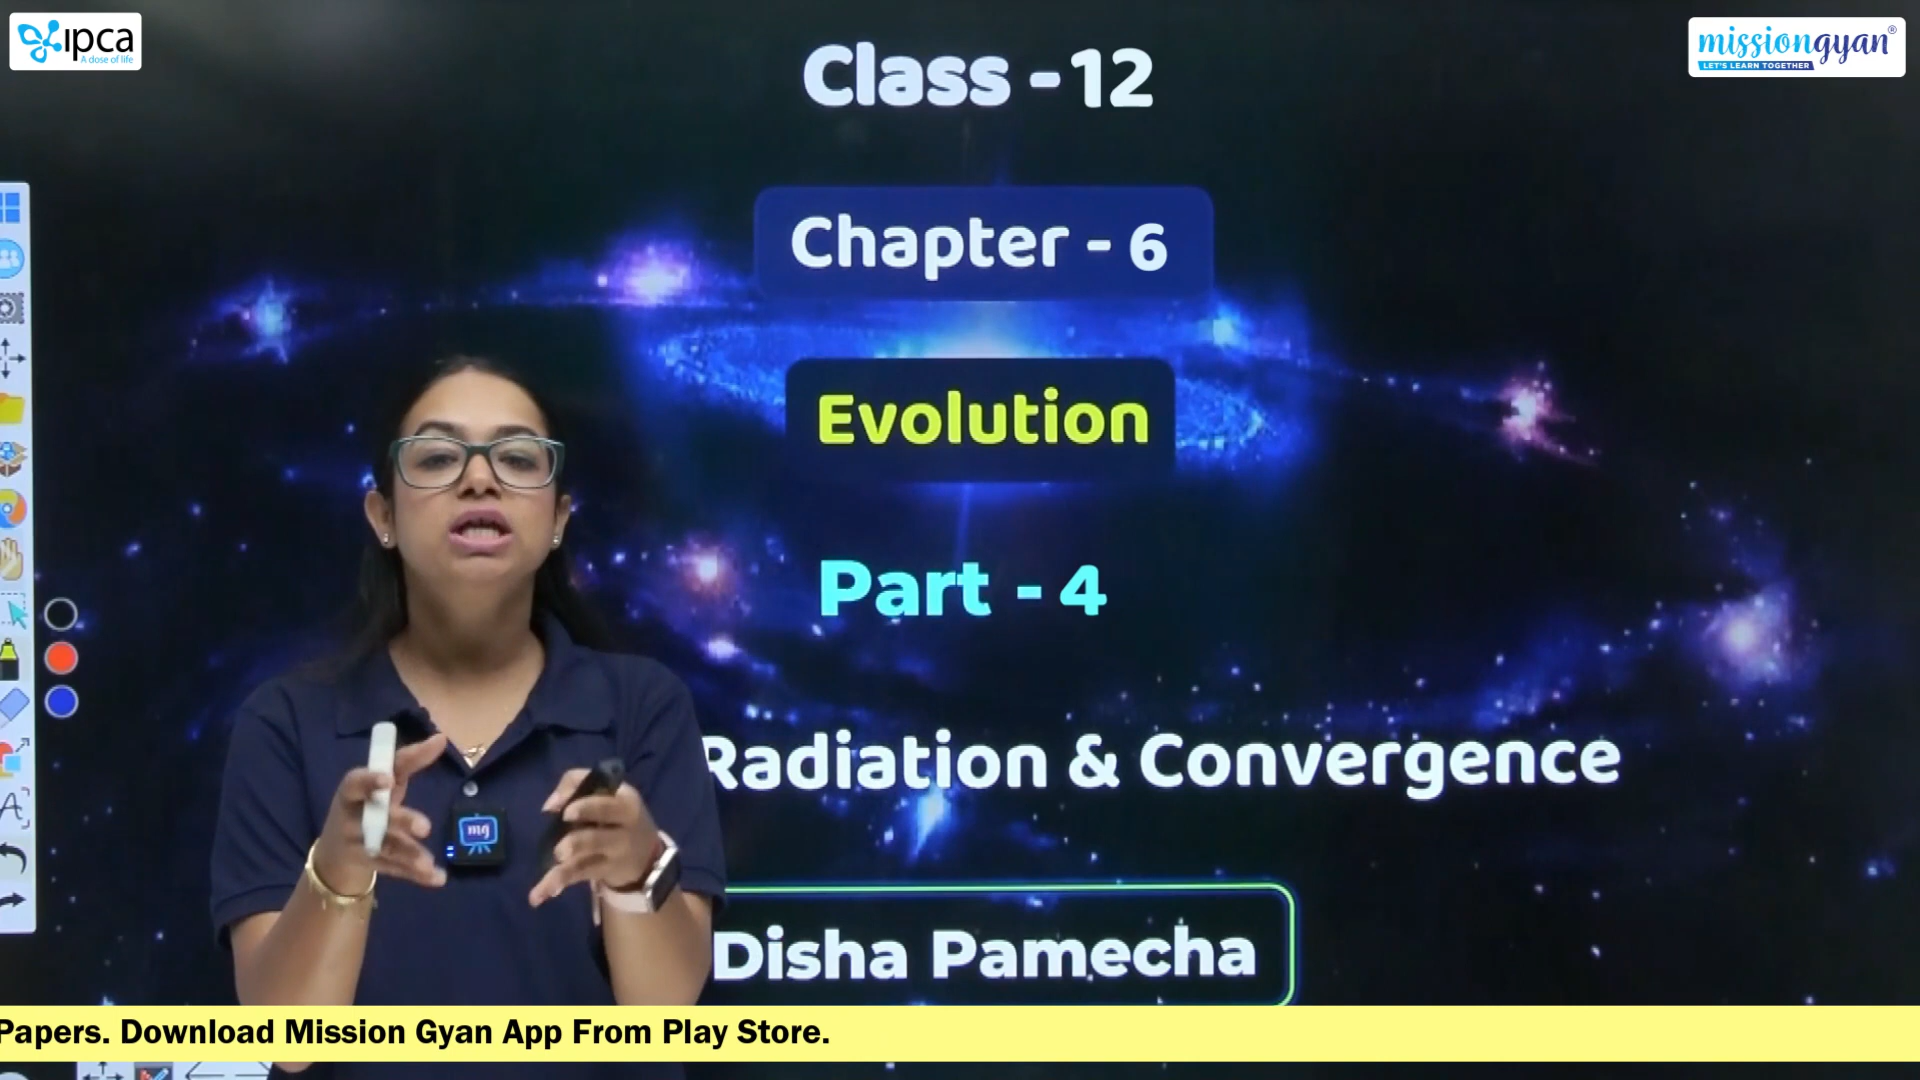 ipca
A dose of life
missiongyan®
LET'S LEARN TOGETHER
Class - 12
Chapter - 6
Evolution
Part - 4
Radiation & Convergence
mg
Disha Pamecha
Papers. Download Mission Gyan App From Play Store.